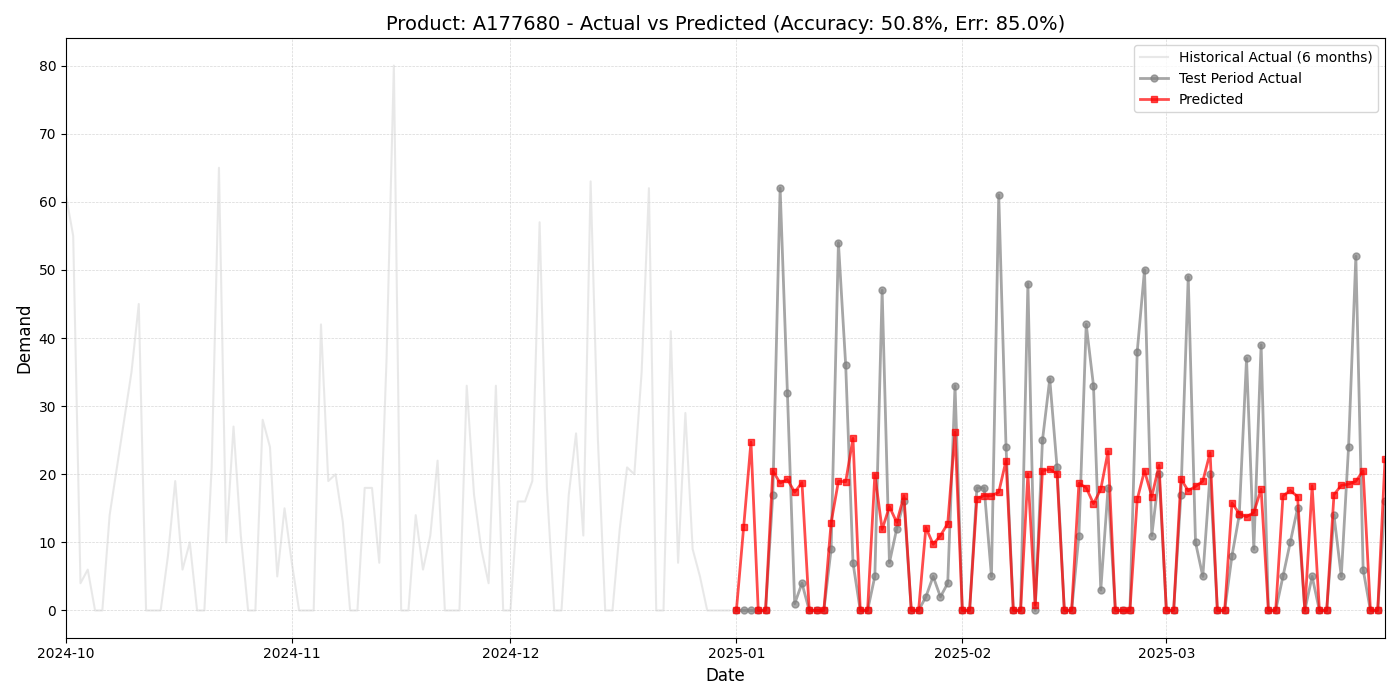 Product: A177680 - Actual vs Predicted (Accuracy: 50.8%, Err: 85.0%)
Historical Actual (6 months)
Test Period Actual
Predicted
Demand
80
70
60
50
40
30
20
10
0
2024-10
2024-11
2024-12
2025-01
2025-02
2025-03
Date